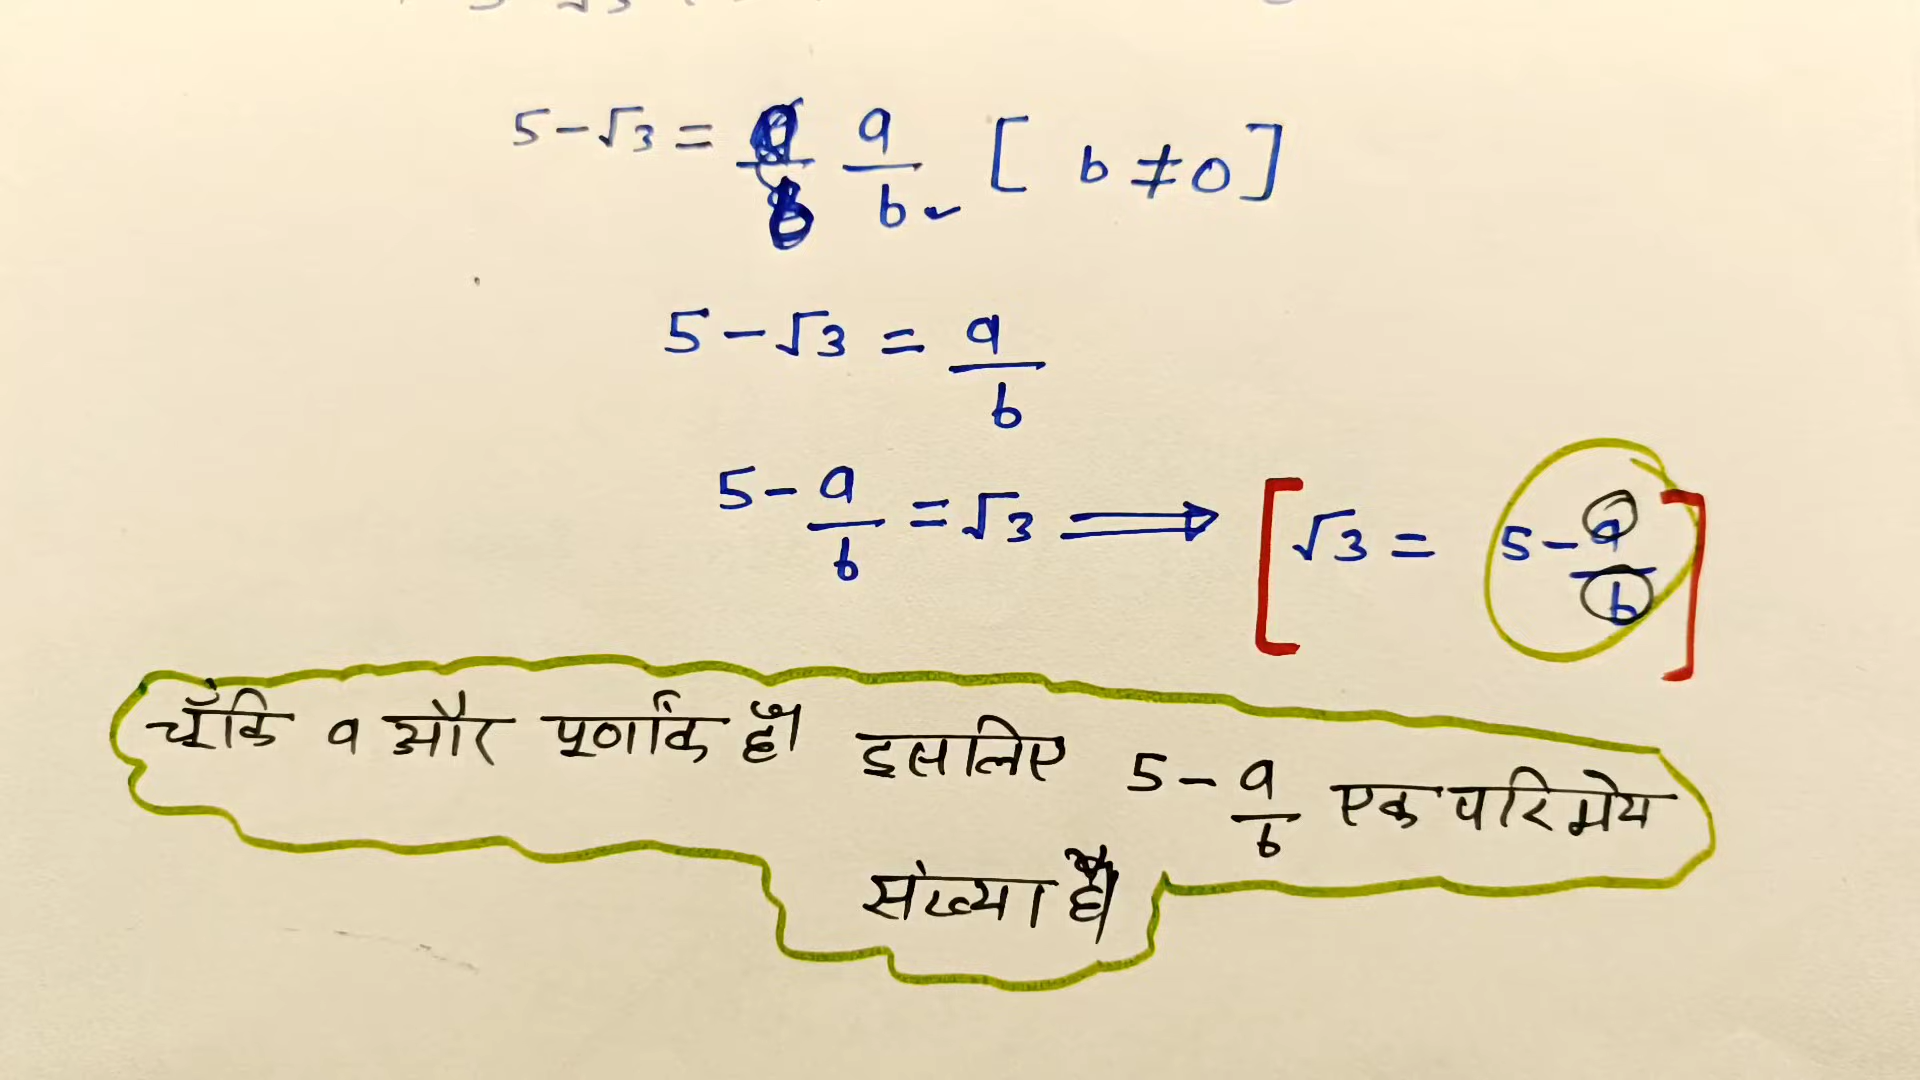 5-√3 = a/b [ b ≠ 0 ]
5-√3 = a/b
5 - a/b = √3 ⟹ [ √3 = 5 - a/b ]
चूँकि a और पूर्णांक हैं इसलिए 5 - a/b एक परिमेय
संख्या है।